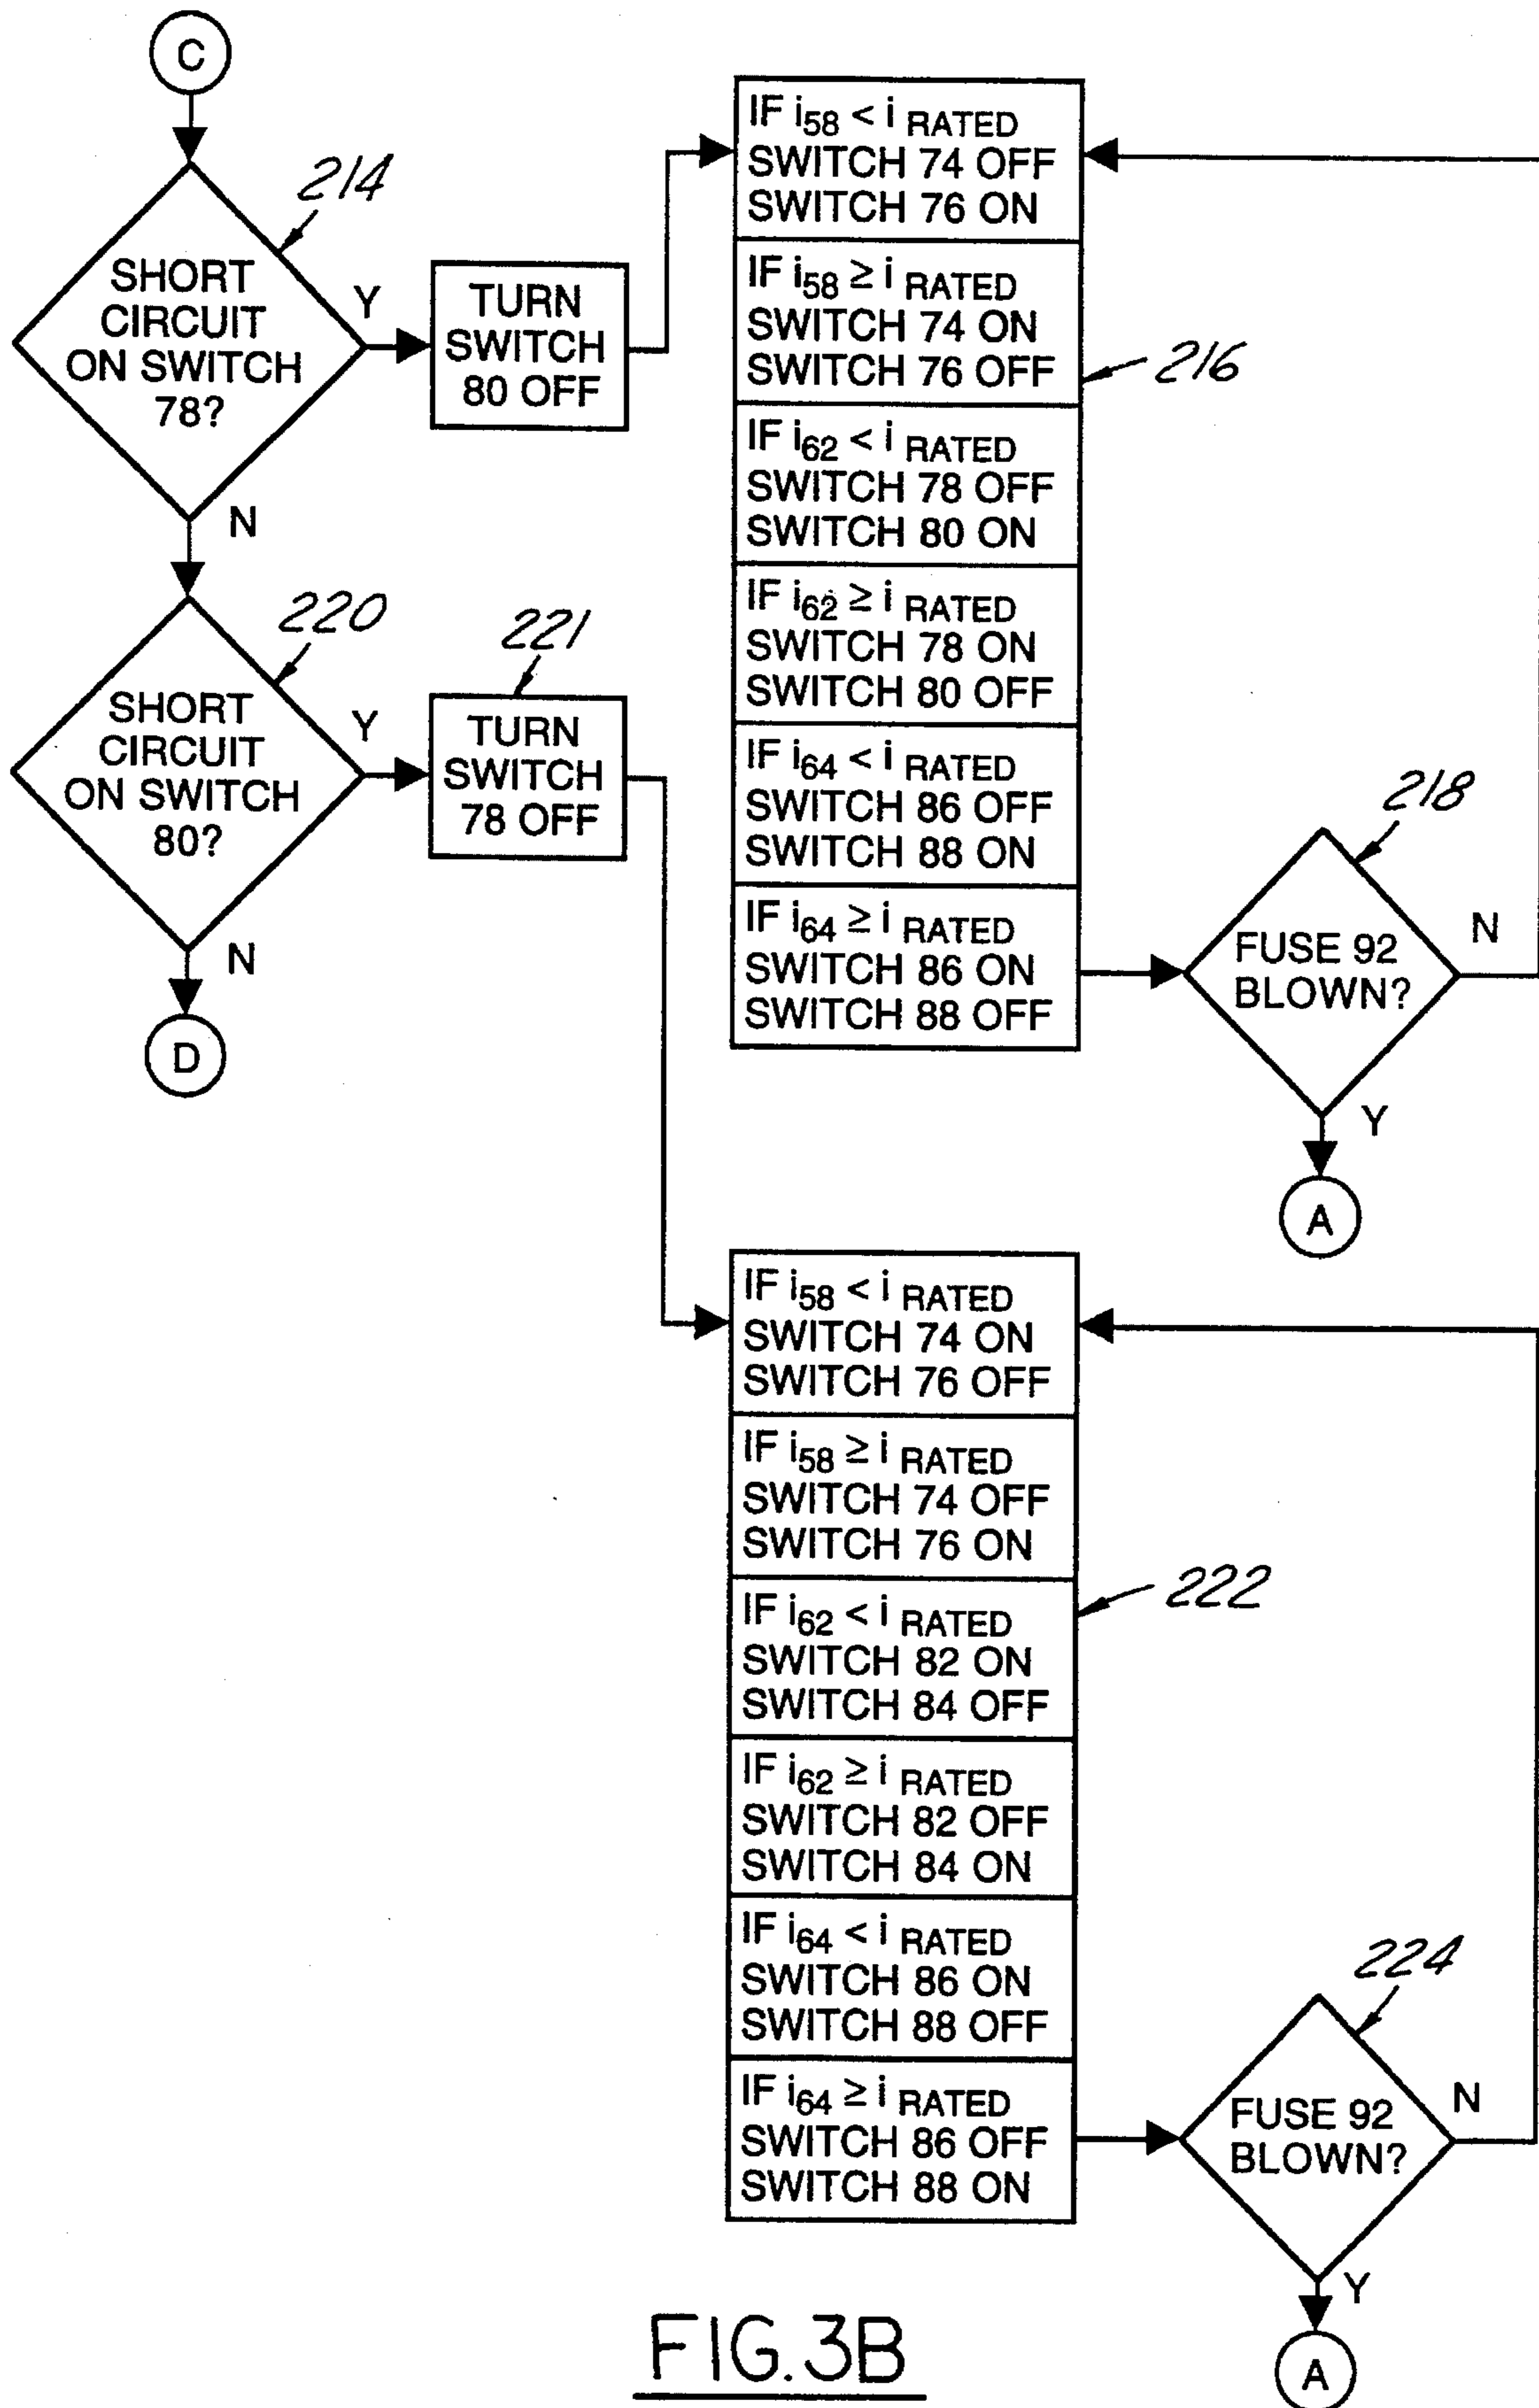 C
214
SHORT
CIRCUIT
ON SWITCH
78?
Y
N
TURN
SWITCH
80 OFF
IF i58 < i RATED
SWITCH 74 OFF
SWITCH 76 ON
IF i58 ≥ i RATED
SWITCH 74 ON
SWITCH 76 OFF
IF i62 < i RATED
SWITCH 78 OFF
SWITCH 80 ON
IF i62 ≥ i RATED
SWITCH 78 ON
SWITCH 80 OFF
IF i64 < i RATED
SWITCH 86 OFF
SWITCH 88 ON
IF i64 ≥ i RATED
SWITCH 86 ON
SWITCH 88 OFF
216
218
FUSE 92
BLOWN?
N
Y
A
220
SHORT
CIRCUIT
ON SWITCH
80?
Y
N
D
221
TURN
SWITCH
78 OFF
IF i58 < i RATED
SWITCH 74 ON
SWITCH 76 OFF
IF i58 ≥ i RATED
SWITCH 74 OFF
SWITCH 76 ON
IF i62 < i RATED
SWITCH 82 ON
SWITCH 84 OFF
IF i62 ≥ i RATED
SWITCH 82 OFF
SWITCH 84 ON
IF i64 < i RATED
SWITCH 86 ON
SWITCH 88 OFF
IF i64 ≥ i RATED
SWITCH 86 OFF
SWITCH 88 ON
222
224
FUSE 92
BLOWN?
N
Y
A
FIG.3B